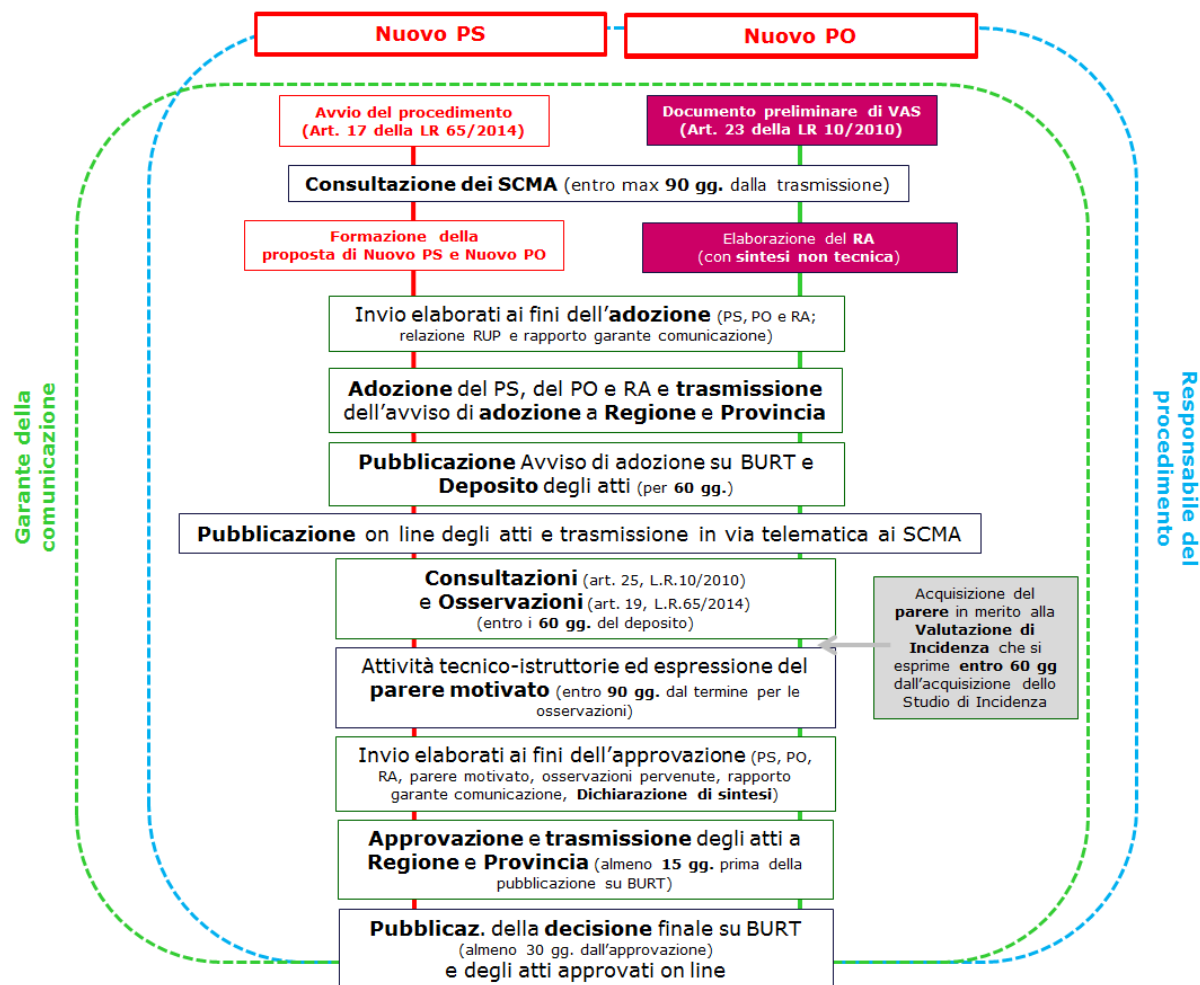 Nuovo PS
Nuovo PO
Avvio del procedimento
(Art. 17 della LR 65/2014)
Documento preliminare di VAS
(Art. 23 della LR 10/2010)
Consultazione dei SCMA (entro max 90 gg. dalla trasmissione)
Formazione della
proposta di Nuovo PS e Nuovo PO
Elaborazione del RA
(con sintesi non tecnica)
Invio elaborati ai fini dell'adozione (PS, PO e RA;
relazione RUP e rapporto garante comunicazione)
Adozione del PS, del PO e RA e trasmissione
dell'avviso di adozione a Regione e Provincia
Pubblicazione Avviso di adozione su BURT e
Deposito degli atti (per 60 gg.)
Pubblicazione on line degli atti e trasmissione in via telematica ai SCMA
Consultazioni (art. 25, L.R.10/2010)
e Osservazioni (art. 19, L.R.65/2014)
(entro i 60 gg. del deposito)
Acquisizione del
parere in merito alla
Valutazione di
Incidenza che si
esprime entro 60 gg
dall'acquisizione dello
Studio di Incidenza
Attività tecnico-istruttorie ed espressione del
parere motivato (entro 90 gg. dal termine per le
osservazioni)
Invio elaborati ai fini dell'approvazione (PS, PO,
RA, parere motivato, osservazioni pervenute, rapporto
garante comunicazione, Dichiarazione di sintesi)
Approvazione e trasmissione degli atti a
Regione e Provincia (almeno 15 gg. prima della
pubblicazione su BURT)
Pubblicaz. della decisione finale su BURT
(almeno 30 gg. dall'approvazione)
e degli atti approvati on line
Garante della
comunicazione
Responsabile del
procedimento